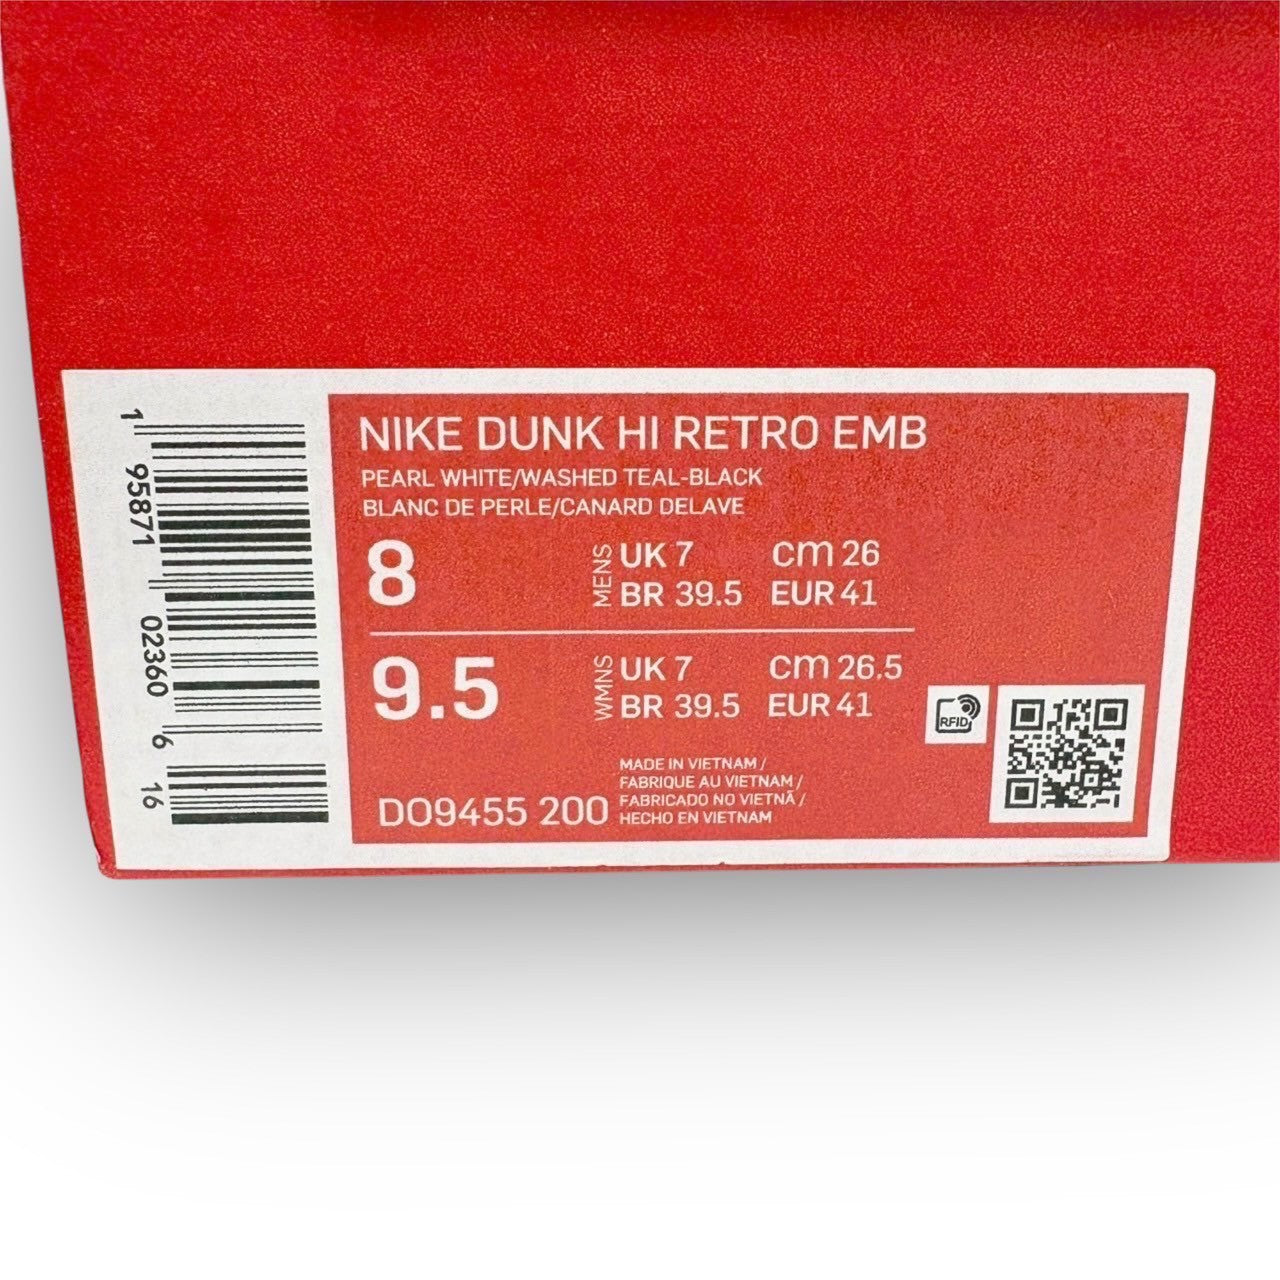 NIKE DUNK HI RETRO EMB
PEARL WHITE/WASHED TEAL-BLACK
BLANC DE PERLE/CANARD DELAVE
8 MENS UK 7 CM 26
BR 39.5 EUR 41
9.5 WMNS UK 7 CM 26.5
BR 39.5 EUR 41
RFID
MADE IN VIETNAM /
FABRIQUE AU VIETNAM /
FABRICADO NO VIETNÃ /
HECHO EN VIETNAM
DO9455 200
1 95871 02360 6 16